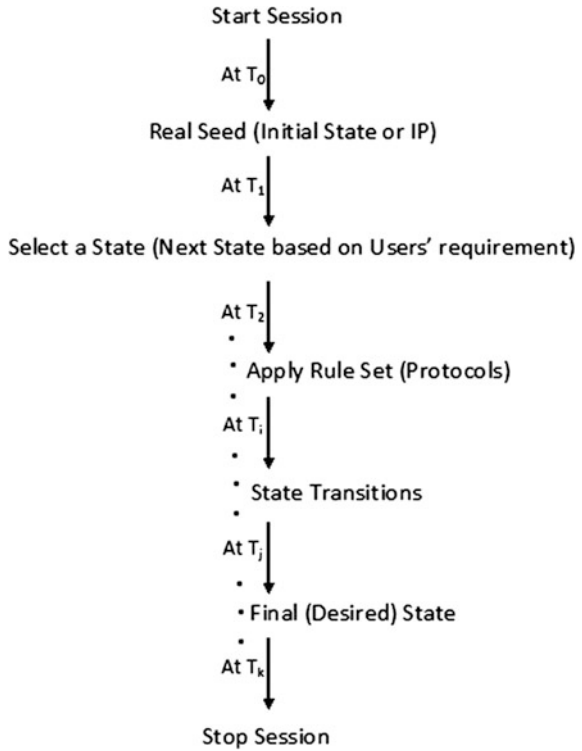 Start Session
At T₀
Real Seed (Initial State or IP)
At T₁
Select a State (Next State based on Users' requirement)
At T₂
Apply Rule Set (Protocols)
At Tᵢ
State Transitions
At Tⱼ
Final (Desired) State
At Tₖ
Stop Session